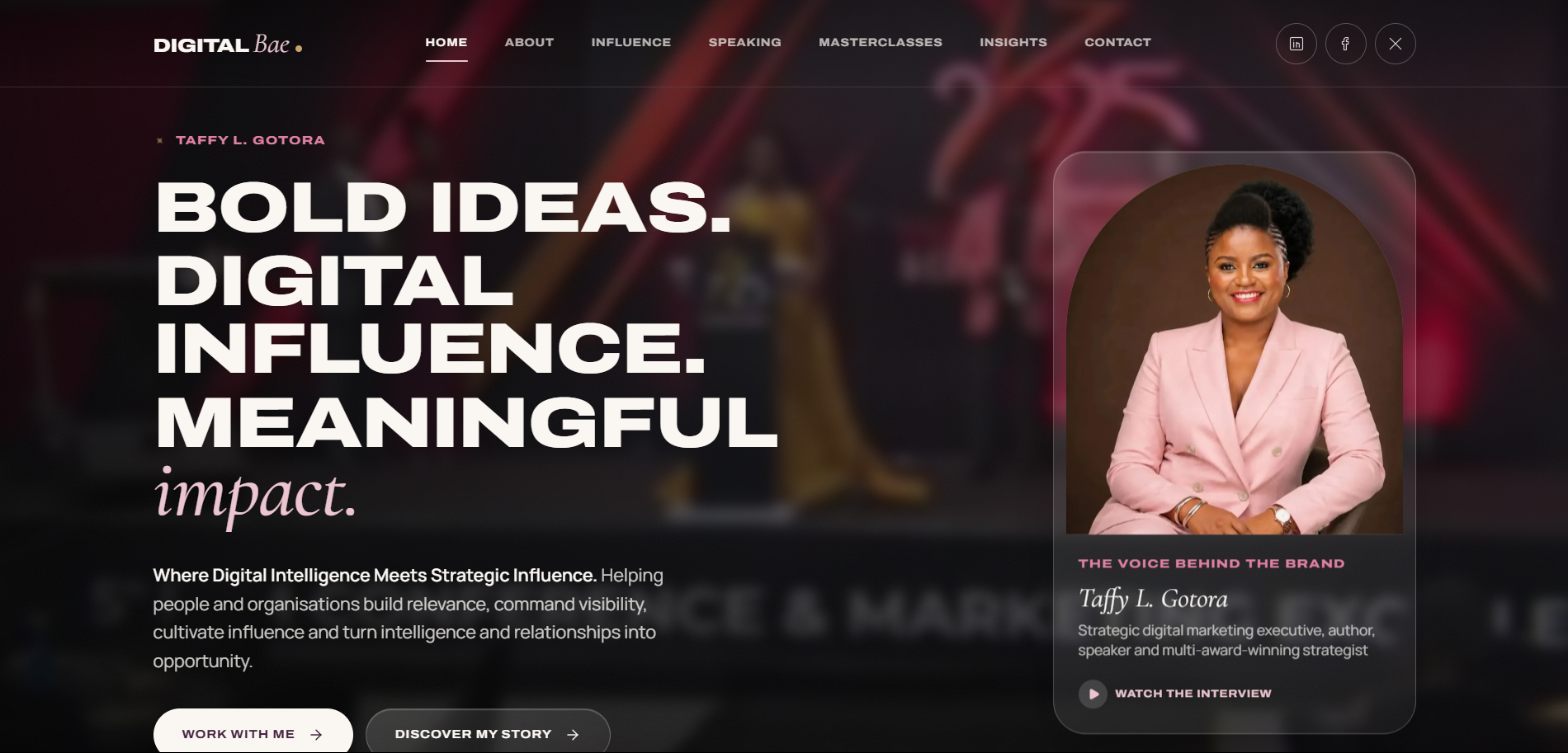 DIGITAL Bae
HOME
ABOUT
INFLUENCE
SPEAKING
MASTERCLASSES
INSIGHTS
CONTACT
TAFFY L. GOTORA
BOLD IDEAS.
DIGITAL
INFLUENCE.
MEANINGFUL
impact.
Where Digital Intelligence Meets Strategic Influence. Helping
people and organisations build relevance, command visibility,
cultivate influence and turn intelligence and relationships into
opportunity.
WORK WITH ME
DISCOVER MY STORY
THE VOICE BEHIND THE BRAND
Taffy L. Gotora
Strategic digital marketing executive, author,
speaker and multi-award-winning strategist
WATCH THE INTERVIEW